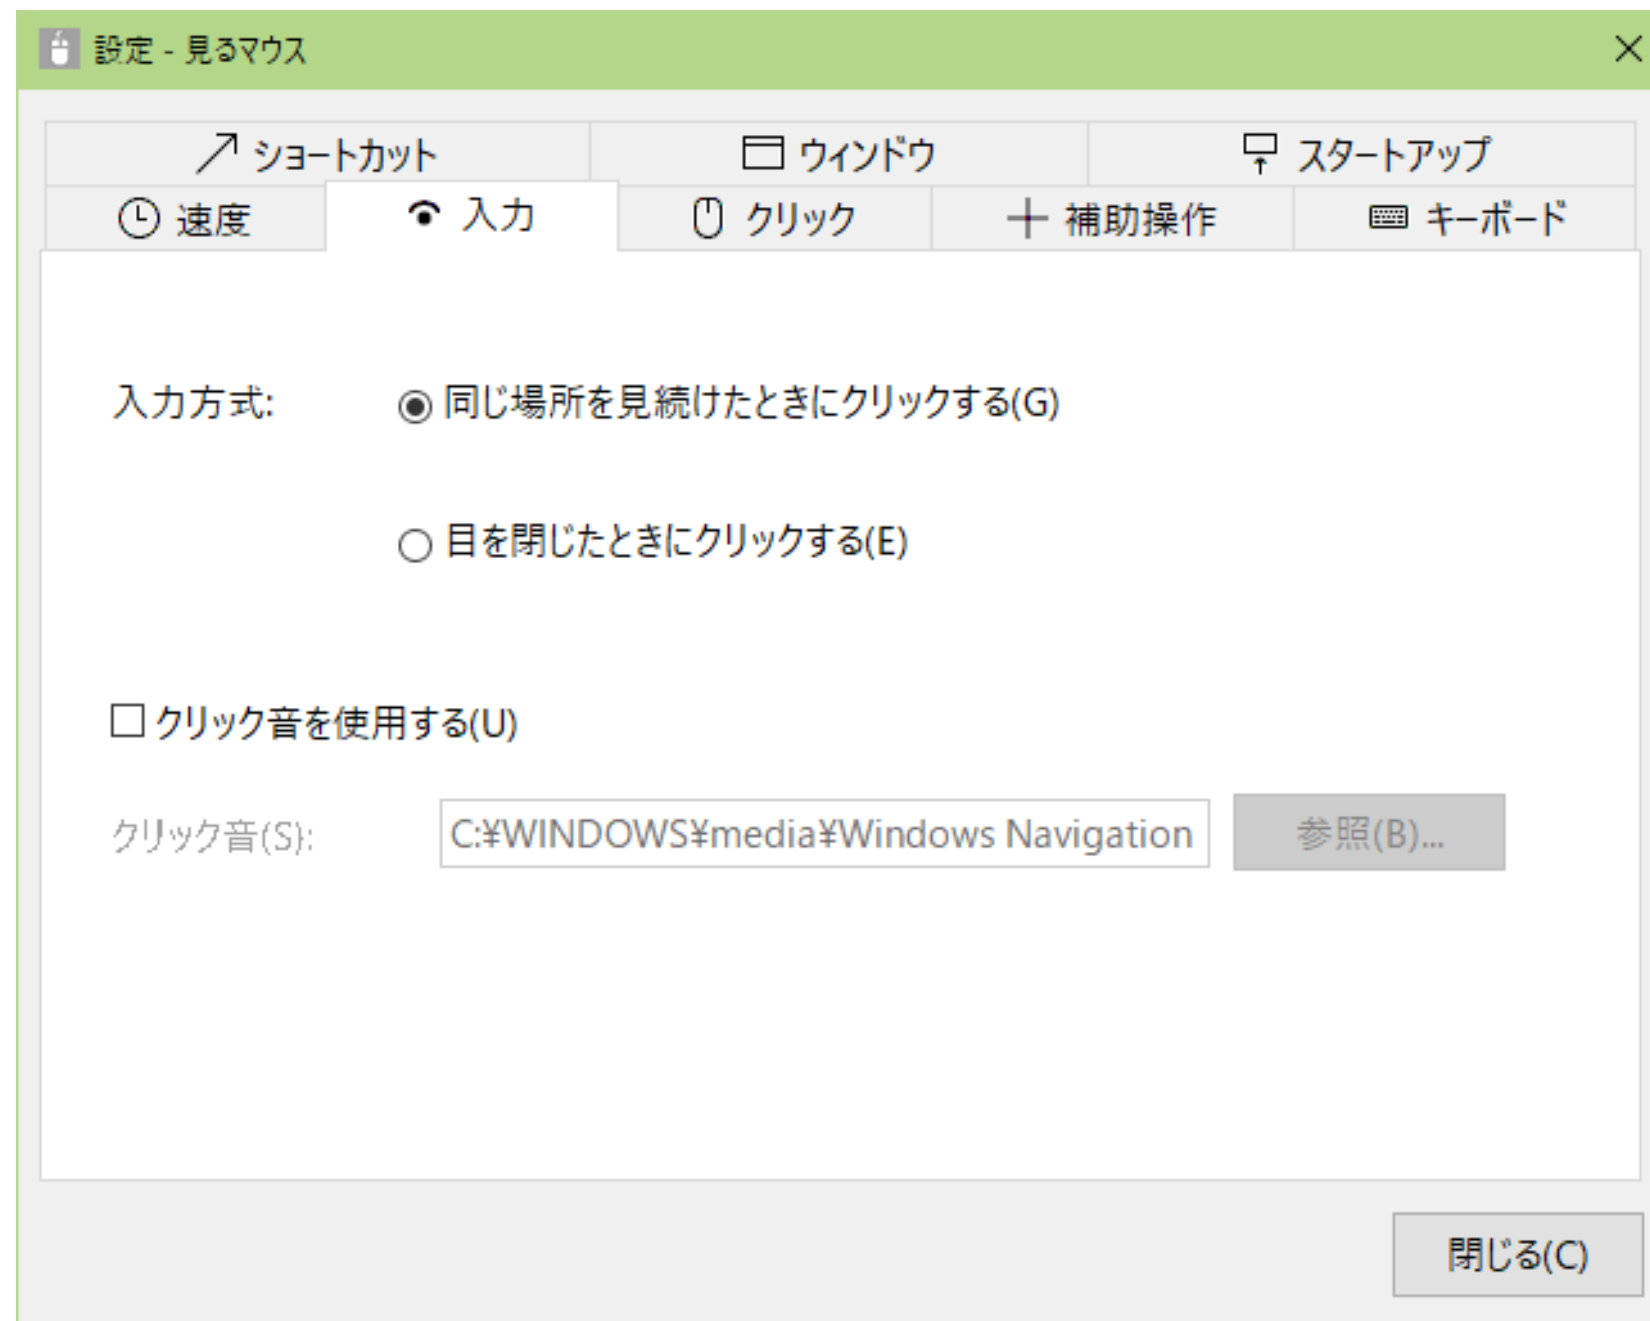 設定 - 見るマウス
ショートカット ウィンドウ スタートアップ
速度 入力 クリック 補助操作 キーボード
入力方式: 同じ場所を見続けたときにクリックする(G)
目を閉じたときにクリックする(E)
クリック音を使用する(U)
クリック音(S): C:¥WINDOWS¥media¥Windows Navigation 参照(B)...
閉じる(C)